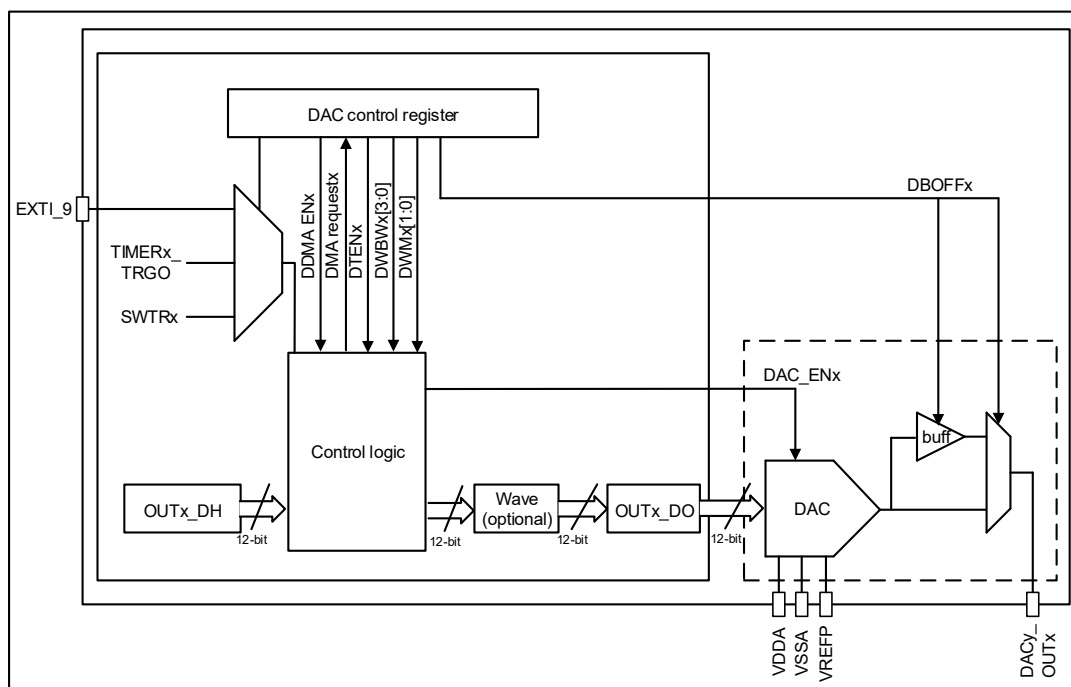 DAC control register
DBOFFx
EXTI_9
DDMA ENx
DMA requestx
DTENx
DWBWx[3:0]
DWMx[1:0]
TIMERx_
TRGO
SWTRx
DAC_ENx
buff
Control logic
OUTx_DH
12-bit
12-bit
Wave
(optional)
12-bit
OUTx_DO
12-bit
DAC
VDDA
VSSA
VREFP
DACy_
OUTx